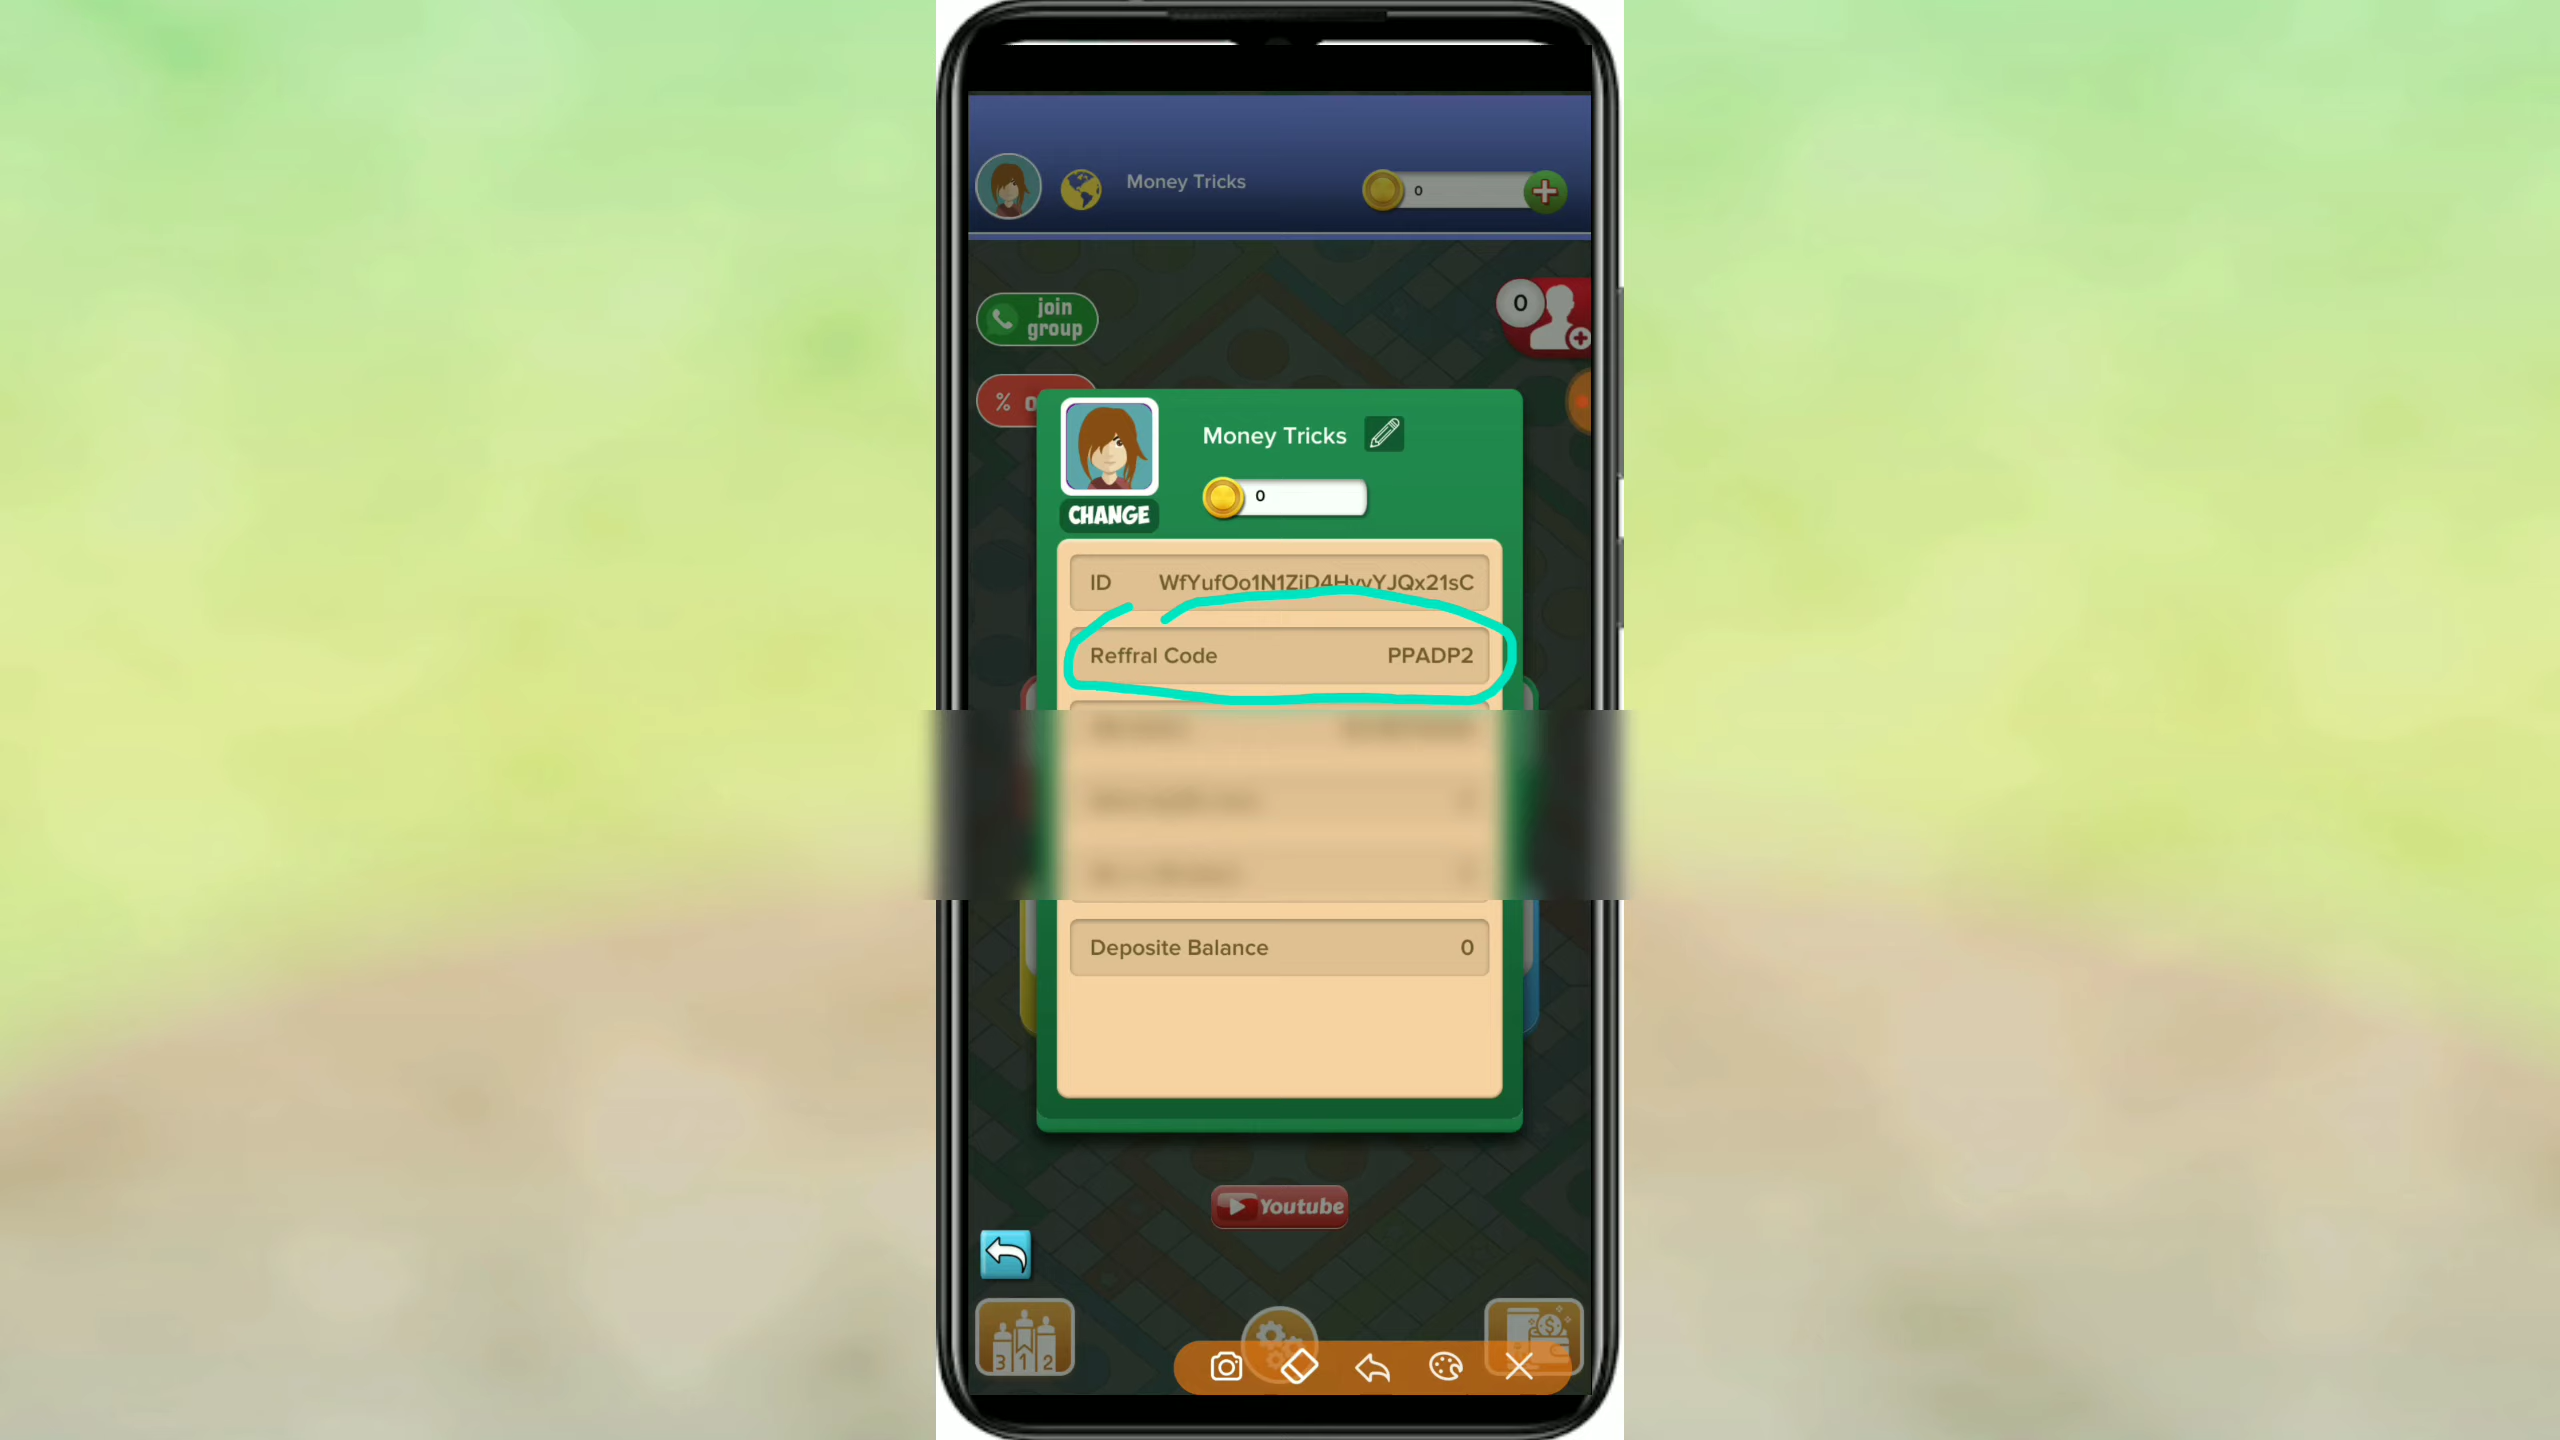 Money Tricks
0
join
group
0
%
Money Tricks
0
CHANGE
ID WfYufOo1N1ZiD4HvvYJQx21sC
Reffral Code PPADP2
Deposite Balance 0
Youtube
3 1 2